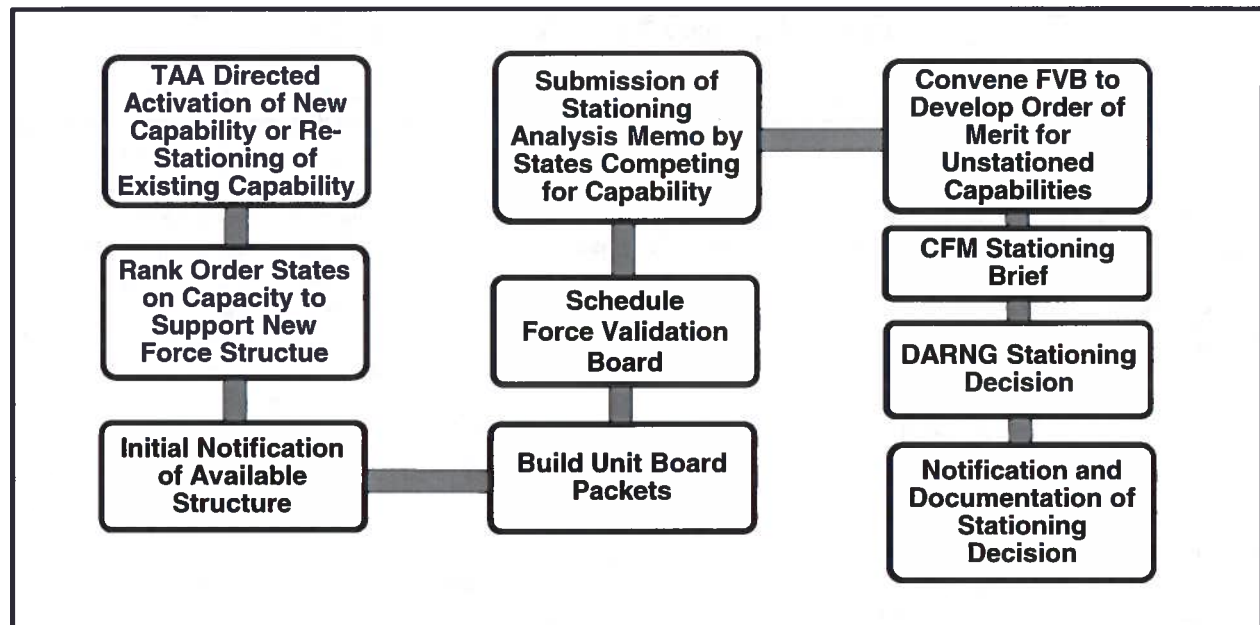 TAA Directed
Activation of New
Capability or Re-
Stationing of
Existing Capability
Rank Order States
on Capacity to
Support New
Force Structue
Initial Notification
of Available
Structure
Build Unit Board
Packets
Schedule
Force Validation
Board
Submission of
Stationing
Analysis Memo by
States Competing
for Capability
Convene FVB to
Develop Order of
Merit for
Unstationed
Capabilities
CFM Stationing
Brief
DARNG Stationing
Decision
Notification and
Documentation of
Stationing
Decision